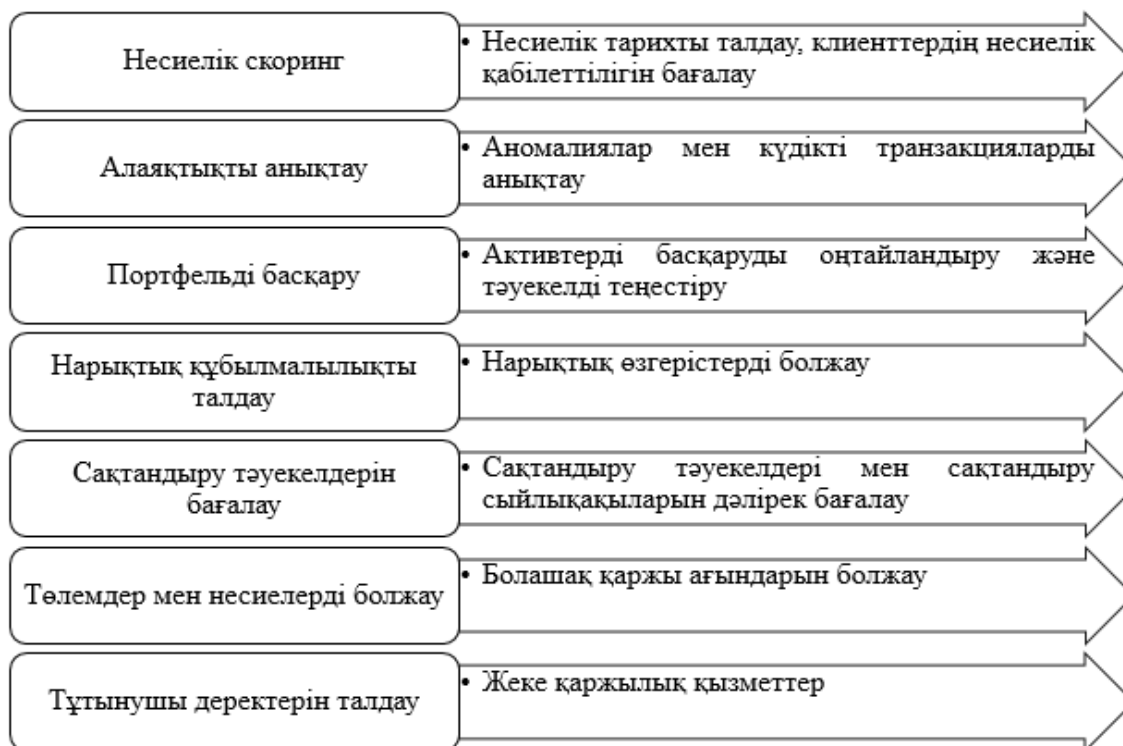 Несиелік скоринг
• Несиелік тарихты талдау, клиенттердің несиелік
қабілеттілігін бағалау
Алаяқтықты анықтау
• Аномалиялар мен күдікті транзакцияларды
анықтау
Портфельді басқару
• Активтерді басқаруды оңтайландыру және
тәуекелді теңестіру
Нарықтық құбылмалылықты
талдау
• Нарықтық өзгерістерді болжау
Сақтандыру тәуекелдерін
бағалау
• Сақтандыру тәуекелдері мен сақтандыру
сыйлықақыларын дәлірек бағалау
Төлемдер мен несиелерді болжау
• Болашақ қаржы ағындарын болжау
Тұтынушы деректерін талдау
• Жеке қаржылық қызметтер